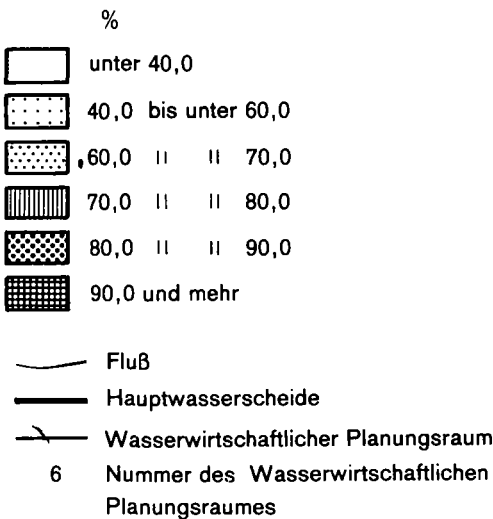 %
unter 40,0
40,0 bis unter 60,0
60,0 " " 70,0
70,0 " " 80,0
80,0 " " 90,0
90,0 und mehr
Fluß
Hauptwasserscheide
Wasserwirtschaftlicher Planungsraum
6 Nummer des Wasserwirtschaftlichen
Planungsraumes